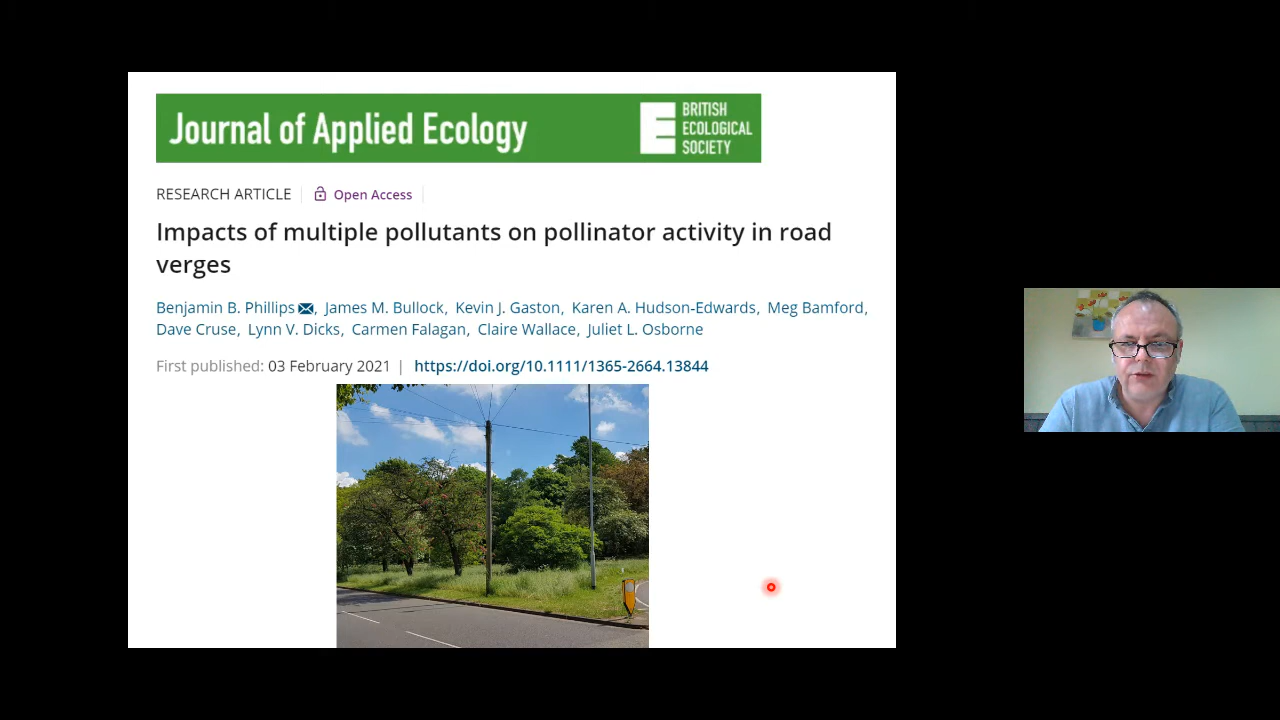 Journal of Applied Ecology
BRITISH
ECOLOGICAL
SOCIETY
RESEARCH ARTICLE
Open Access
Impacts of multiple pollutants on pollinator activity in road
verges
Benjamin B. Phillips, James M. Bullock, Kevin J. Gaston, Karen A. Hudson-Edwards, Meg Bamford,
Dave Cruse, Lynn V. Dicks, Carmen Falagan, Claire Wallace, Juliet L. Osborne
First published: 03 February 2021 | https://doi.org/10.1111/1365-2664.13844